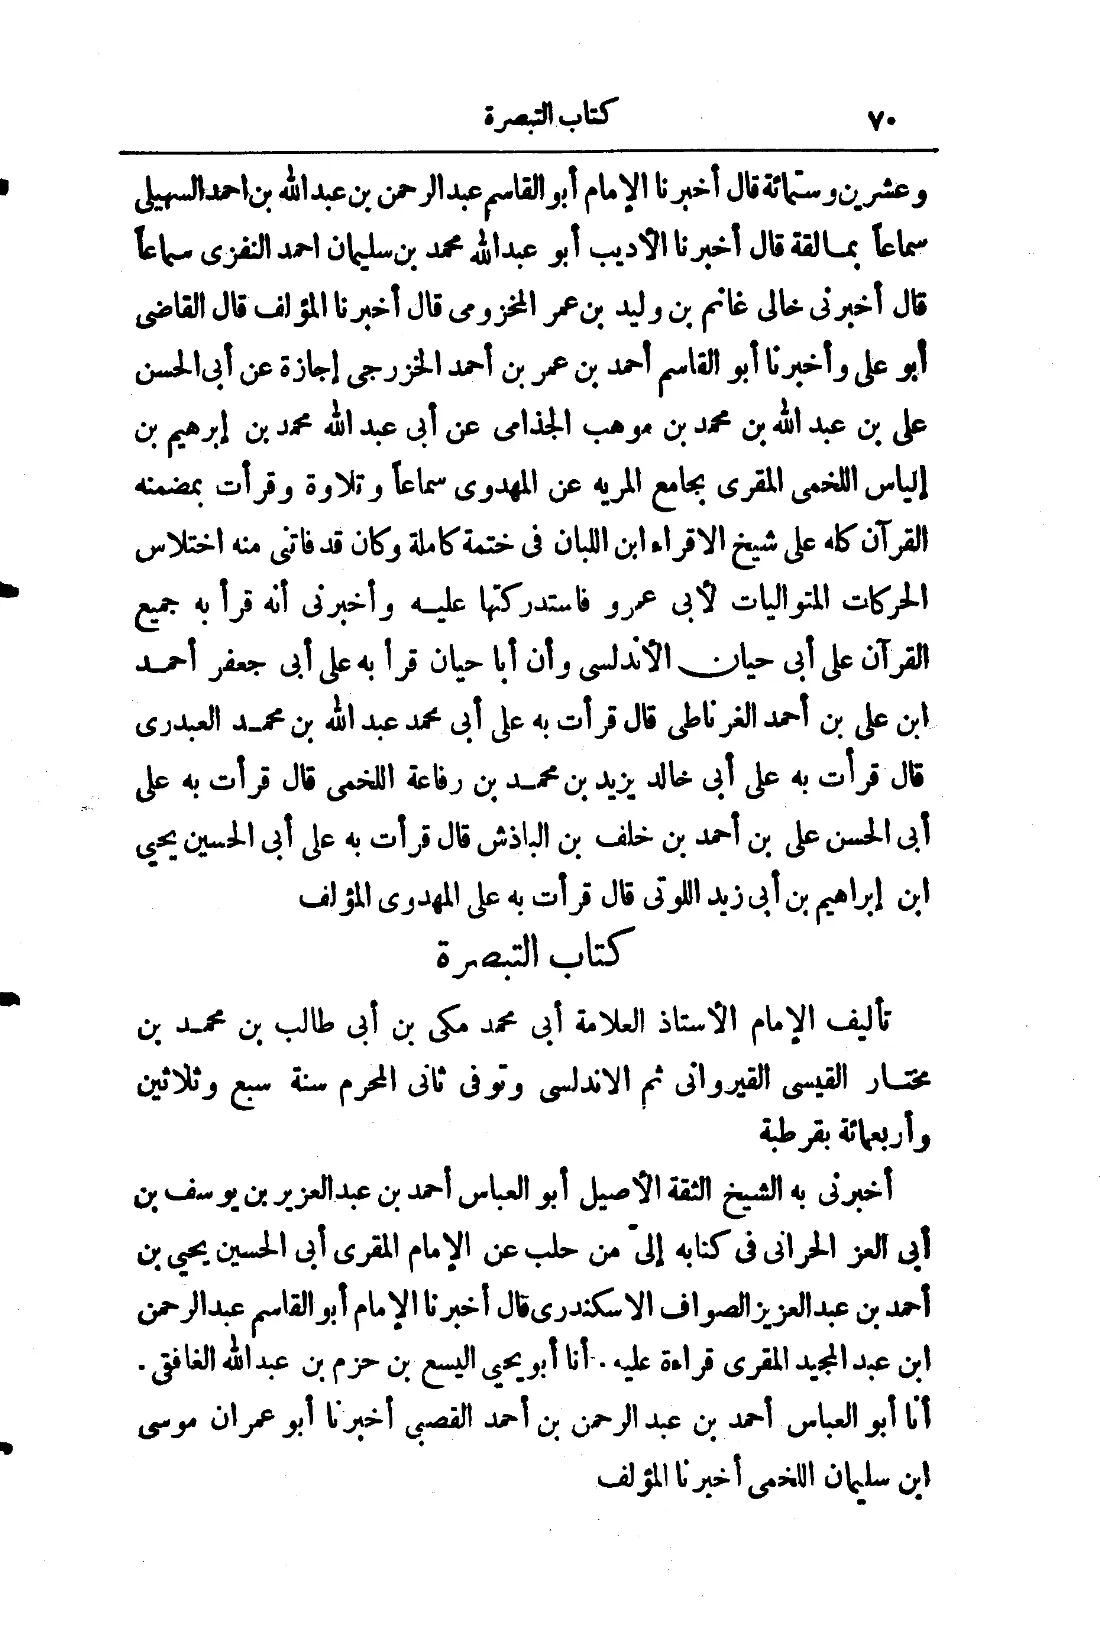 ٧٠
كتاب التبصرة
وعشرين وستمائة قال أخبرنا الإمام أبو القاسم عبد الرحمن بن عبد الله بن احمد السهيلى
سماعاً بمالقة قال أخبرنا الأديب أبو عبد الله محمد بن سليمان احمد النفزى سماعاً
قال أخبرنى خالى غانم بن وليد بن عمر المخزومى قال أخبرنا المؤلف قال القاضى
أبو على وأخبرنا أبو القاسم أحمد بن عمر بن أحمد الخزرجى إجازة عن أبى الحسن
على بن عبد الله بن محمد بن موهب الجذامى عن أبى عبد الله محمد بن إبرهيم بن
إلياس اللخمى المقرى بجامع المريه عن المهدوى سماعاً وتلاوة وقرأت بمضمنه
القرآن كله على شيخ الاقراء ابن اللبان فى ختمة كاملة وكان قد فاتنى منه اختلاس
الحركات المتواليات لأبى عمرو فاستدركتها عليه وأخبرنى أنه قرأ به جميع
القرآن على أبى حيان الأندلسى وأن أبا حيان قرأ به على أبى جعفر أحمد
ابن على بن أحمد الغرناطى قال قرأت به على أبى محمد عبد الله بن محمد العبدرى
قال قرأت به على أبى خالد يزيد بن محمد بن رفاعة اللخمى قال قرأت به على
أبى الحسن على بن أحمد بن خلف بن الباذش قال قرأت به على أبى الحسين يحيى
ابن إبراهيم بن أبى زيد اللوتى قال قرأت به على المهدوى المؤلف
كتاب التبصرة
تأليف الإمام الأستاذ العلامة أبى محمد مكى بن أبى طالب بن محمد بن
مختار القيسى القيروانى ثم الاندلسى وتوفى ثانى المحرم سنة سبع وثلاثين
وأربعمائة بقرطبة
أخبرنى به الشيخ الثقة الأصيل أبو العباس أحمد بن عبد العزير بن يوسف بن
أبى العز الحرانى فى كتابه إلىّ من حلب عن الإمام المقرى أبى الحسين يحيى بن
أحمد بن عبد العزيز الصواف الاسكندرى قال أخبرنا الإمام أبو القاسم عبد الرحمن
ابن عبد المجيد المقرى قراءة عليه . أنا أبو يحيى اليسع بن حزم بن عبد الله الغافقى .
أنا أبو العباس أحمد بن عبد الرحمن بن أحمد القصبى أخبرنا أبو عمران موسى
ابن سليمان اللخمى أخبرنا المؤلف